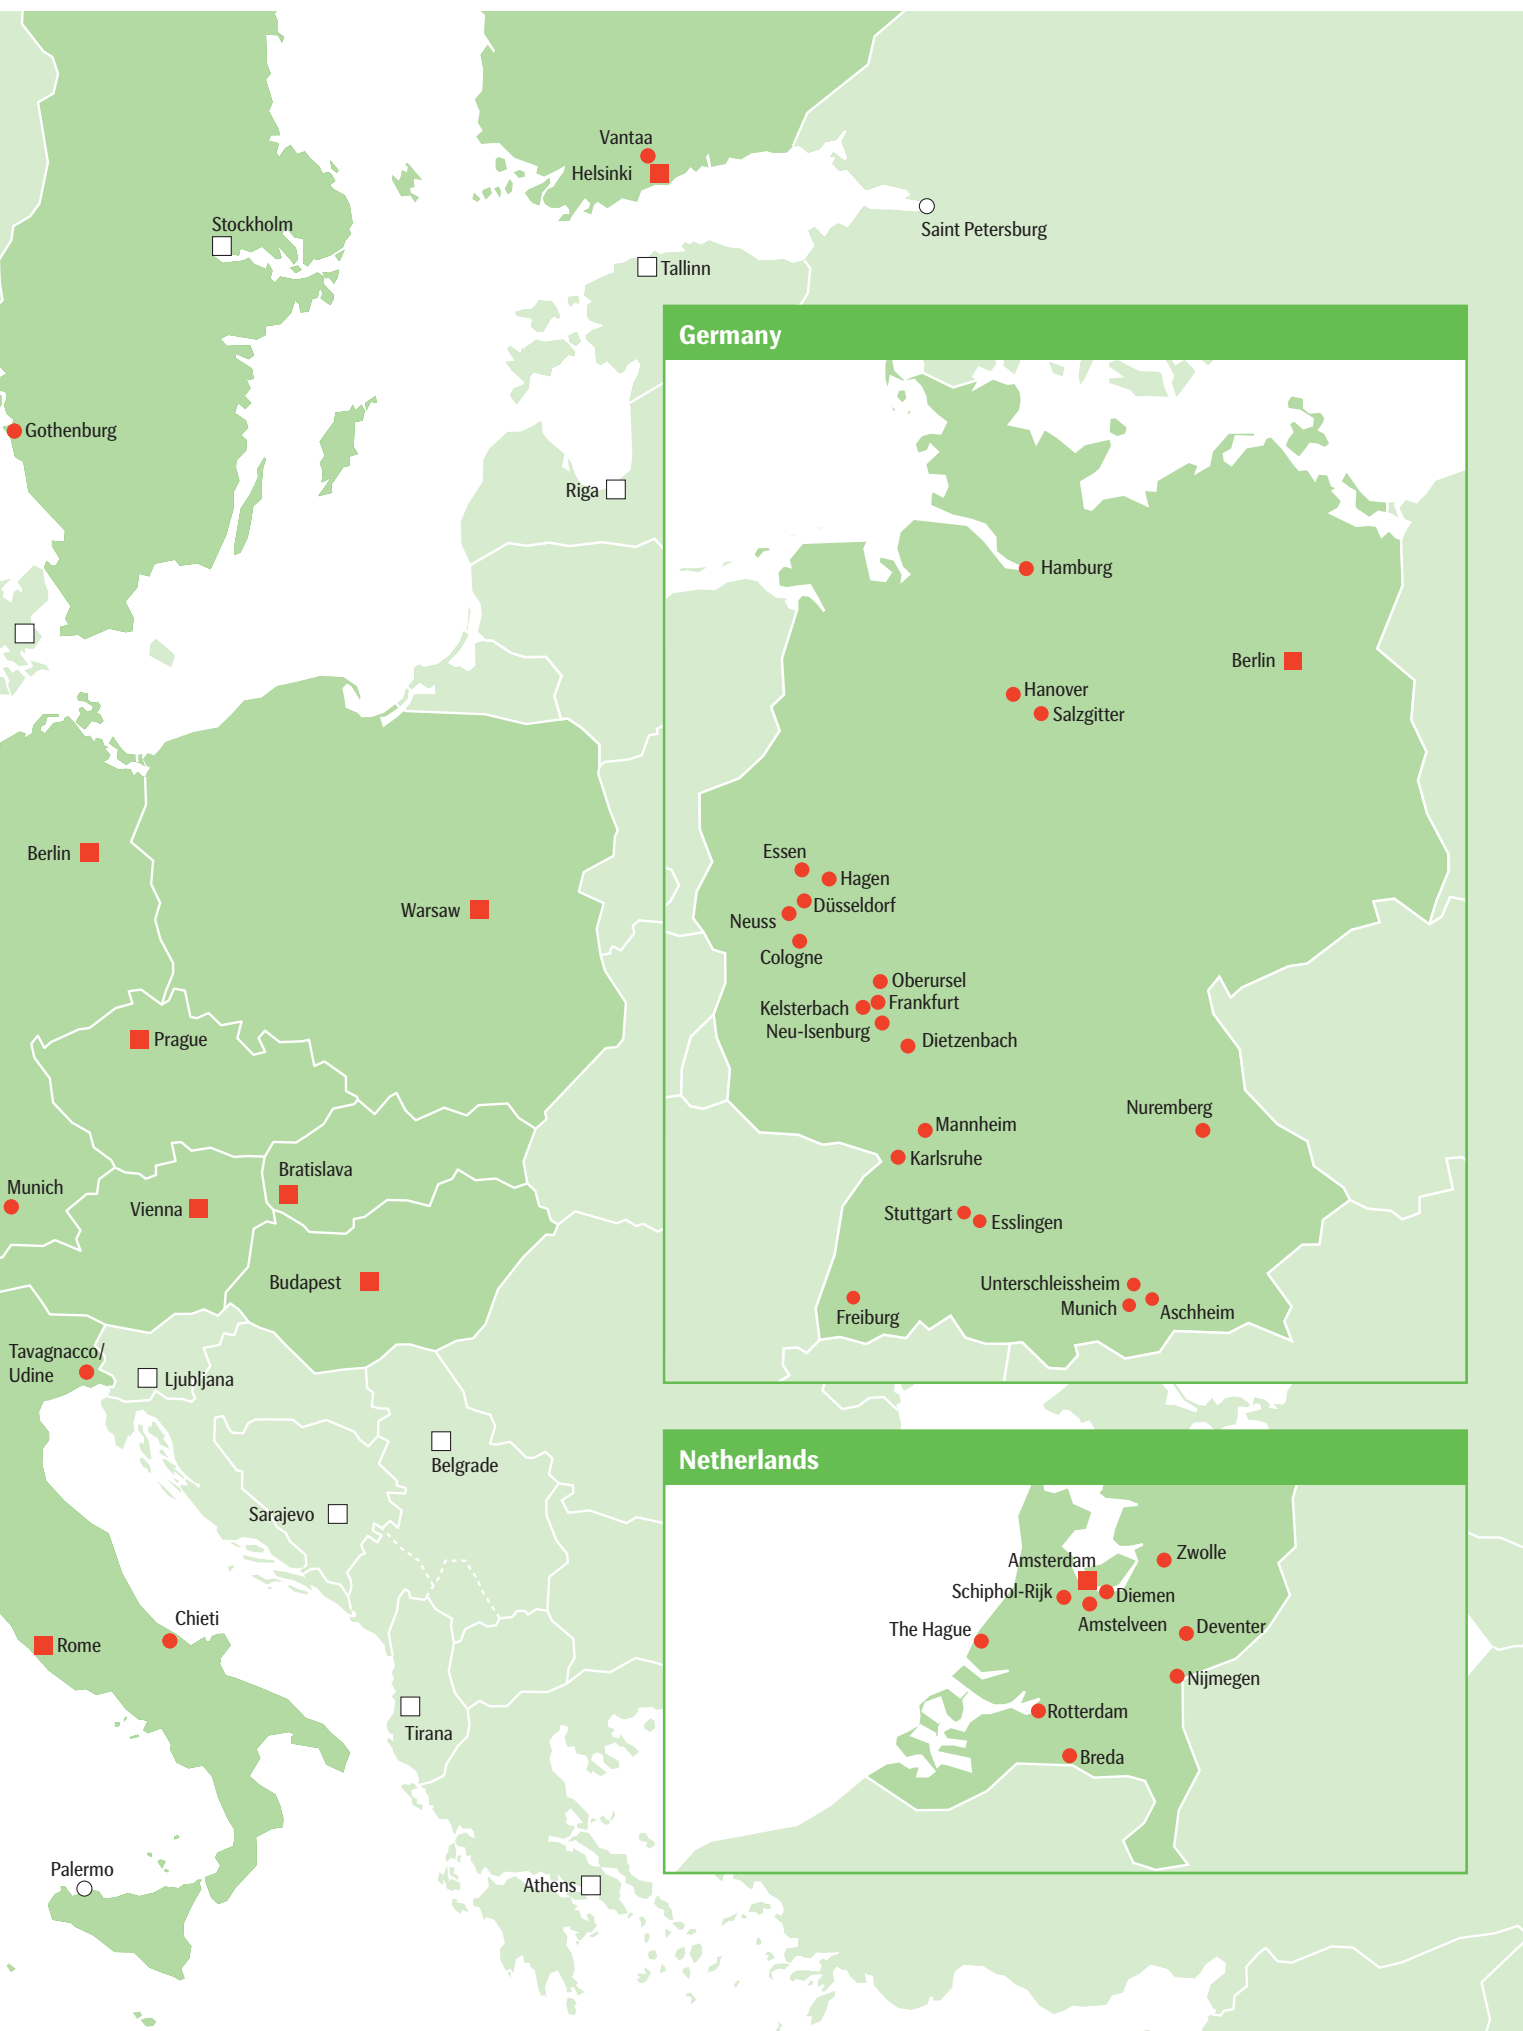 Vantaa
Helsinki
Stockholm
Saint Petersburg
Tallinn
Gothenburg
Riga
Berlin
Warsaw
Prague
Munich
Bratislava
Vienna
Budapest
Tavagnacco/
Udine
Ljubljana
Belgrade
Sarajevo
Chieti
Rome
Tirana
Palermo
Athens
Germany
Hamburg
Berlin
Hanover
Salzgitter
Essen
Hagen
Düsseldorf
Neuss
Cologne
Oberursel
Frankfurt
Kelsterbach
Neu-Isenburg
Dietzenbach
Nuremberg
Mannheim
Karlsruhe
Stuttgart
Esslingen
Unterschleissheim
Munich
Aschheim
Freiburg
Netherlands
Zwolle
Amsterdam
Schiphol-Rijk
Diemen
Amstelveen
Deventer
The Hague
Nijmegen
Rotterdam
Breda